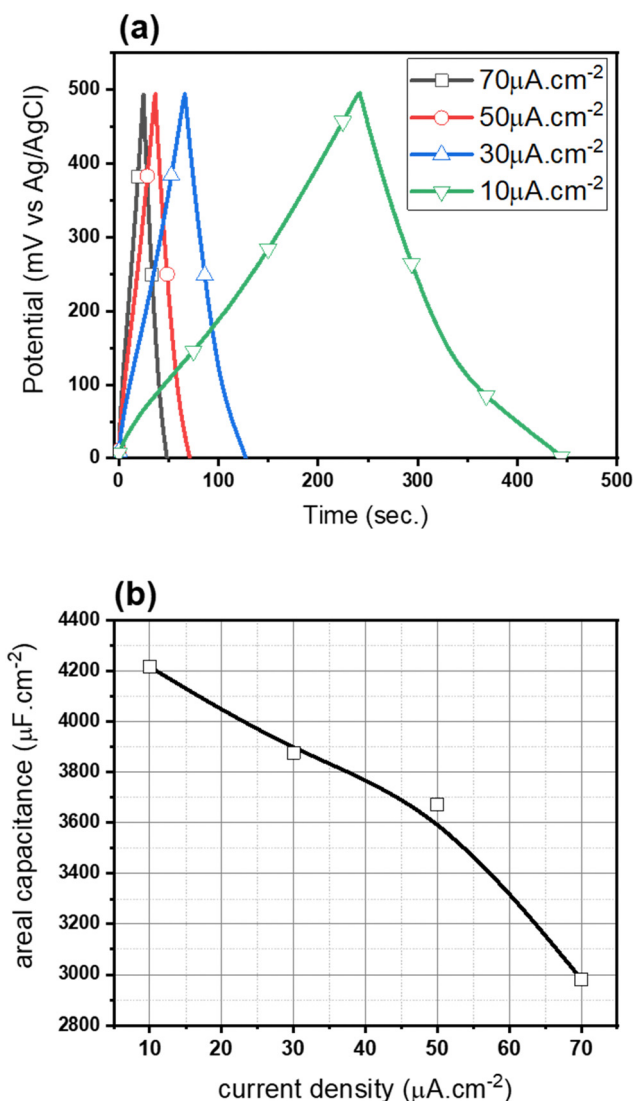 (a)
500
400
300
200
100
0
Potential (mV vs Ag/AgCl)
70μA.cm-2
50μA.cm-2
30μA.cm-2
10μA.cm-2
0 100 200 300 400 500
Time (sec.)
(b)
4400
4200
4000
3800
3600
3400
3200
3000
2800
areal capacitance (μF.cm-2)
10 20 30 40 50 60 70
current density (μA.cm-2)